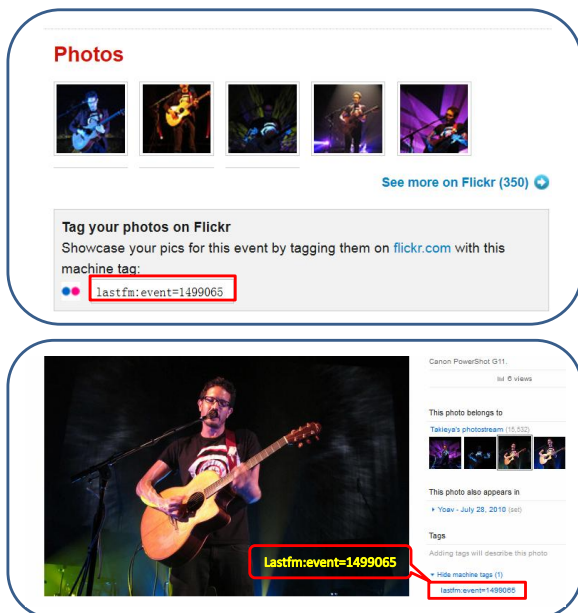 Photos
See more on Flickr (350)
Tag your photos on Flickr
Showcase your pics for this event by tagging them on flickr.com with this
machine tag:
lastfm:event=1499065
Canon PowerShot G11.
6 views
This photo belongs to
Takieya's photostream (15,532)
This photo also appears in
Yoav - July 28, 2010 (set)
Tags
Adding tags will describe this photo
Lastfm:event=1499065
Hide machine tags (1)
lastfm:event=1499065